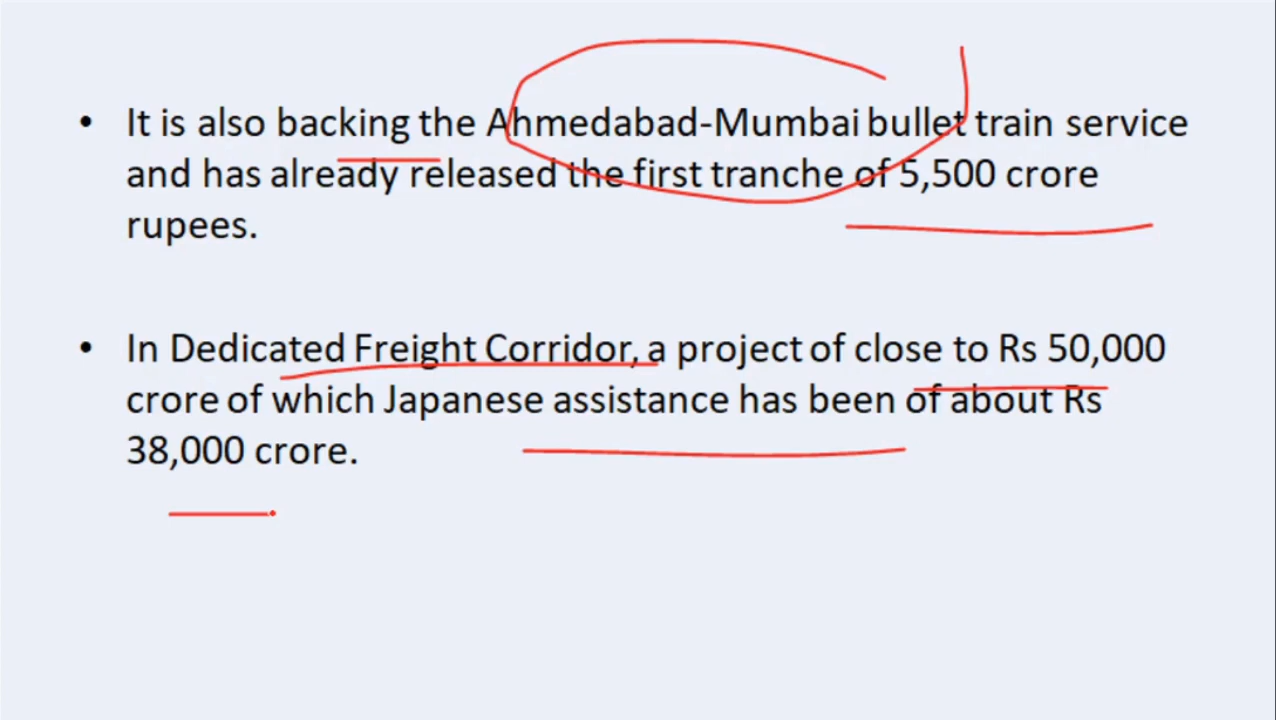 • It is also backing the Ahmedabad-Mumbai bullet train service
and has already released the first tranche of 5,500 crore
rupees.
• In Dedicated Freight Corridor, a project of close to Rs 50,000
crore of which Japanese assistance has been of about Rs
38,000 crore.